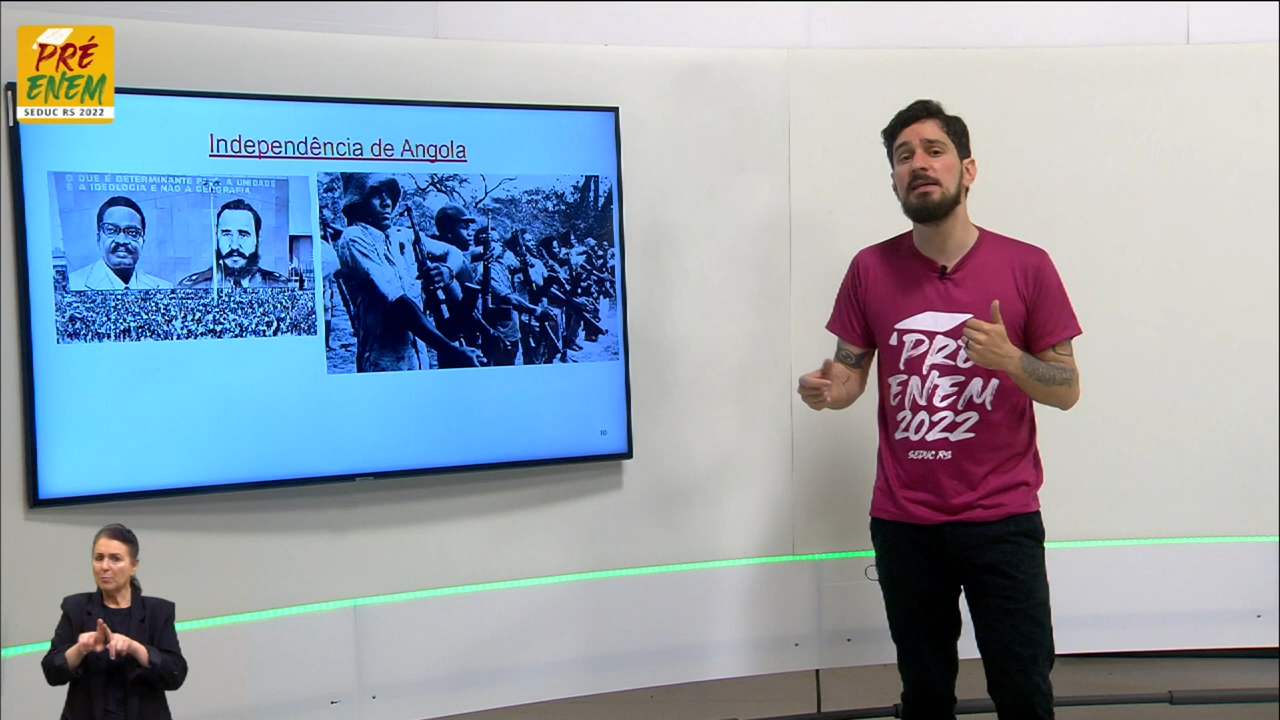 PRÉ
ENEM
SEDUC RS 2022
Independência de Angola
O QUE É DETERMINANTE PARA A UNIDADE
É A IDEOLOGIA E NÃO A GEOGRAFIA
10
PRÉ
ENEM
2022
SEDUC RS